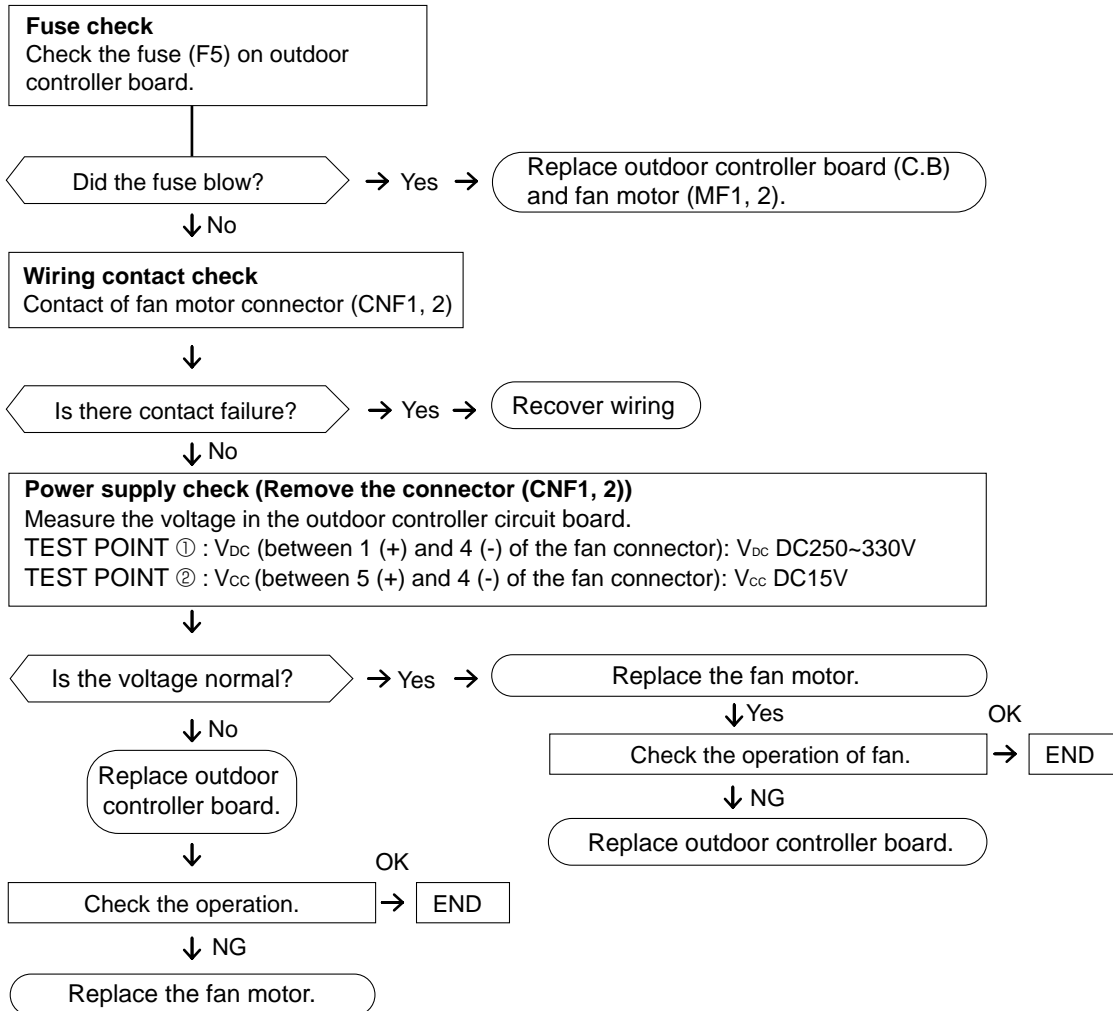 Fuse check
Check the fuse (F5) on outdoor
controller board.
Did the fuse blow?
Yes
Replace outdoor controller board (C.B)
and fan motor (MF1, 2).
No
Wiring contact check
Contact of fan motor connector (CNF1, 2)
Is there contact failure?
Yes
Recover wiring
No
Power supply check (Remove the connector (CNF1, 2))
Measure the voltage in the outdoor controller circuit board.
TEST POINT ① : VDC (between 1 (+) and 4 (-) of the fan connector): VDC DC250~330V
TEST POINT ② : VCC (between 5 (+) and 4 (-) of the fan connector): VCC DC15V
Is the voltage normal?
Yes
Replace the fan motor.
Yes
OK
Check the operation of fan.
END
NG
Replace outdoor controller board.
No
Replace outdoor
controller board.
OK
Check the operation.
END
NG
Replace the fan motor.